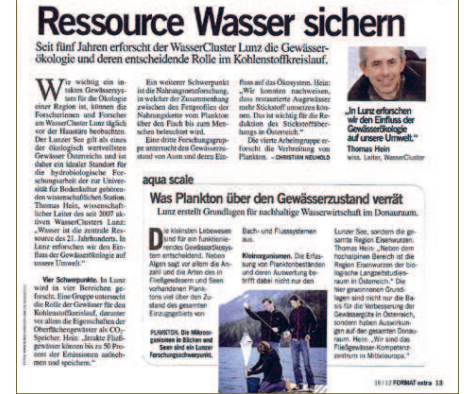 Ressource Wasser sichern
Seit fünf Jahren erforscht der WasserCluster Lunz die Gewässer-
ökologie und deren entscheidende Rolle im Kohlenstoffkreislauf.
Wie wichtig ein in-
taktes Gewässersys-
tem für die Ökologie
einer Region ist, können die
Forscherinnen und Forscher
am WasserCluster Lunz täglich
vor der Haustüre beobachten.
Der Lunzer See gilt als eines
der ökologisch wertvollsten
Gewässer Österreichs und ist
daher ein idealer Standort für
die hydrobiologische For-
schungsarbeit der zur Univer-
sität für Bodenkultur gehören-
den wissenschaftlichen Station.
Thomas Hein, wissenschaft-
licher Leiter des seit 2007 ak-
tiven WasserClusters Lunz:
„Wasser ist die zentrale Res-
source des 21. Jahrhunderts. In
Lunz erforschen wir den Ein-
fluss der Gewässerökologie auf
unsere Umwelt.“
Vier Schwerpunkte. In Lunz
wird in vier Bereichen ge-
forscht. Eine Gruppe untersucht
die Rolle der Gewässer für den
Kohlenstoffkreislauf, darunter
vor allem die Eigenschaften der
Oberflächengewässer als CO2-
Speicher. Hein: „Intakte Fließ-
gewässer können bis zu 50 Pro-
zent der Emissionen aufneh-
men und speichern.“
Ein weiterer Schwerpunkt
ist die Nahrungsnetzforschung,
in welcher der Zusammenhang
zwischen den Fettprofilen der
Nahrungskette vom Plankton
über den Fisch bis zum Men-
schen beleuchtet wird.
Eine dritte Forschungsgrup-
pe untersucht den Gewässerzu-
stand von Auen und deren Ein-
fluss auf das Ökosystem. Hein:
„Wir konnten nachweisen,
dass restaurierte Augewässer
mehr Stickstoff umsetzen kön-
nen. Das ist wichtig für die Re-
duktion des Stickstoffüber-
hangs in Österreich.“
Die vierte Arbeitsgruppe er-
forscht die Verbreitung von
Plankton. – CHRISTIAN NEUHOLD
„In Lunz erforschen
wir den Einfluss der
Gewässerökologie
auf unsere Umwelt.“
Thomas Hein
wiss. Leiter, WasserCluster
aqua scale
Was Plankton über den Gewässerzustand verrät
Lunz erstellt Grundlagen für nachhaltige Wasserwirtschaft im Donauraum.
Die kleinsten Lebewesen
sind für ein funktionie-
rendes Gewässerökosys-
tem entscheidend. Neben
Algen sagt vor allem die An-
zahl und die Arten des in
Fließgewässern und Seen
vorhandenen Plank-
tons viel über den Zu-
stand des gesamten
Einzugsgebiets von
PLANKTON. Die Mikroor-
ganismen in Bächen und
Seen sind ein Lunzer
Forschungsschwerpunkt.
Bach- und Flusssystemen
aus.
Kleinorganismen. Die Erfas-
sung von Planktonbeständen
und deren Auswertung be-
trifft dabei nicht nur den
Lunzer See, sondern die ge-
samte Region Eisenwurzen.
Thomas Hein: „Neben dem
hochalpinen Bereich ist die
Region Eisenwurzen der bio-
logische Langzeitstudien-
raum in Österreich.“ Die
hier gewonnenen Grund-
lagen sind nicht nur die Ba-
sis für die Verbesserung der
Gewässergüte in Österreich,
sondern haben Auswirkun-
gen auf den gesamten Donau-
raum. Hein: „Wir sind das
Fließgewässer-Kompetenz-
zentrum in Mitteleuropa.“
16/12 FORMAT extra 13